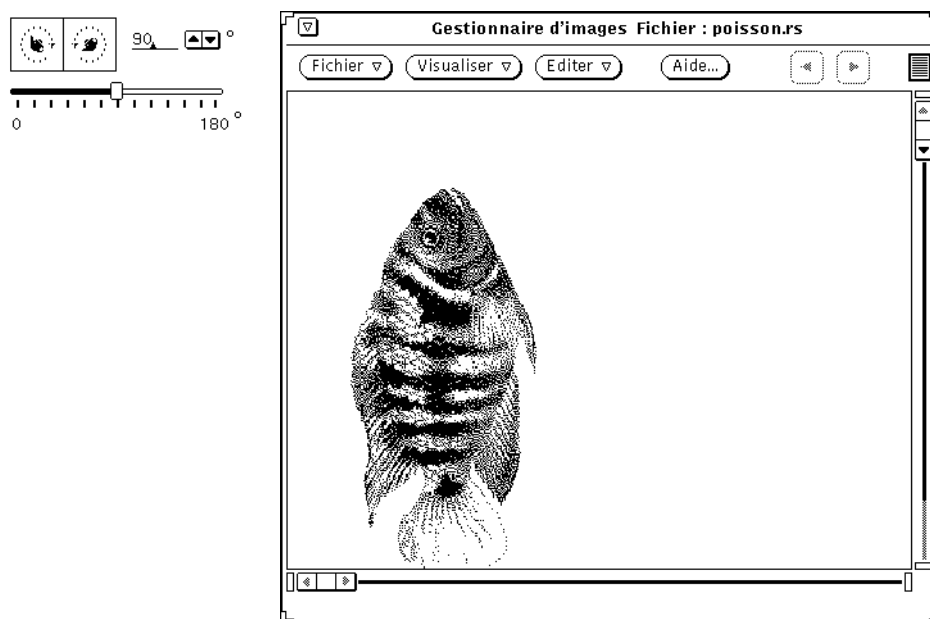 Gestionnaire d'images Fichier : poisson.rs
90 °
Fichier Visualiser Editer Aide...
0 180 °